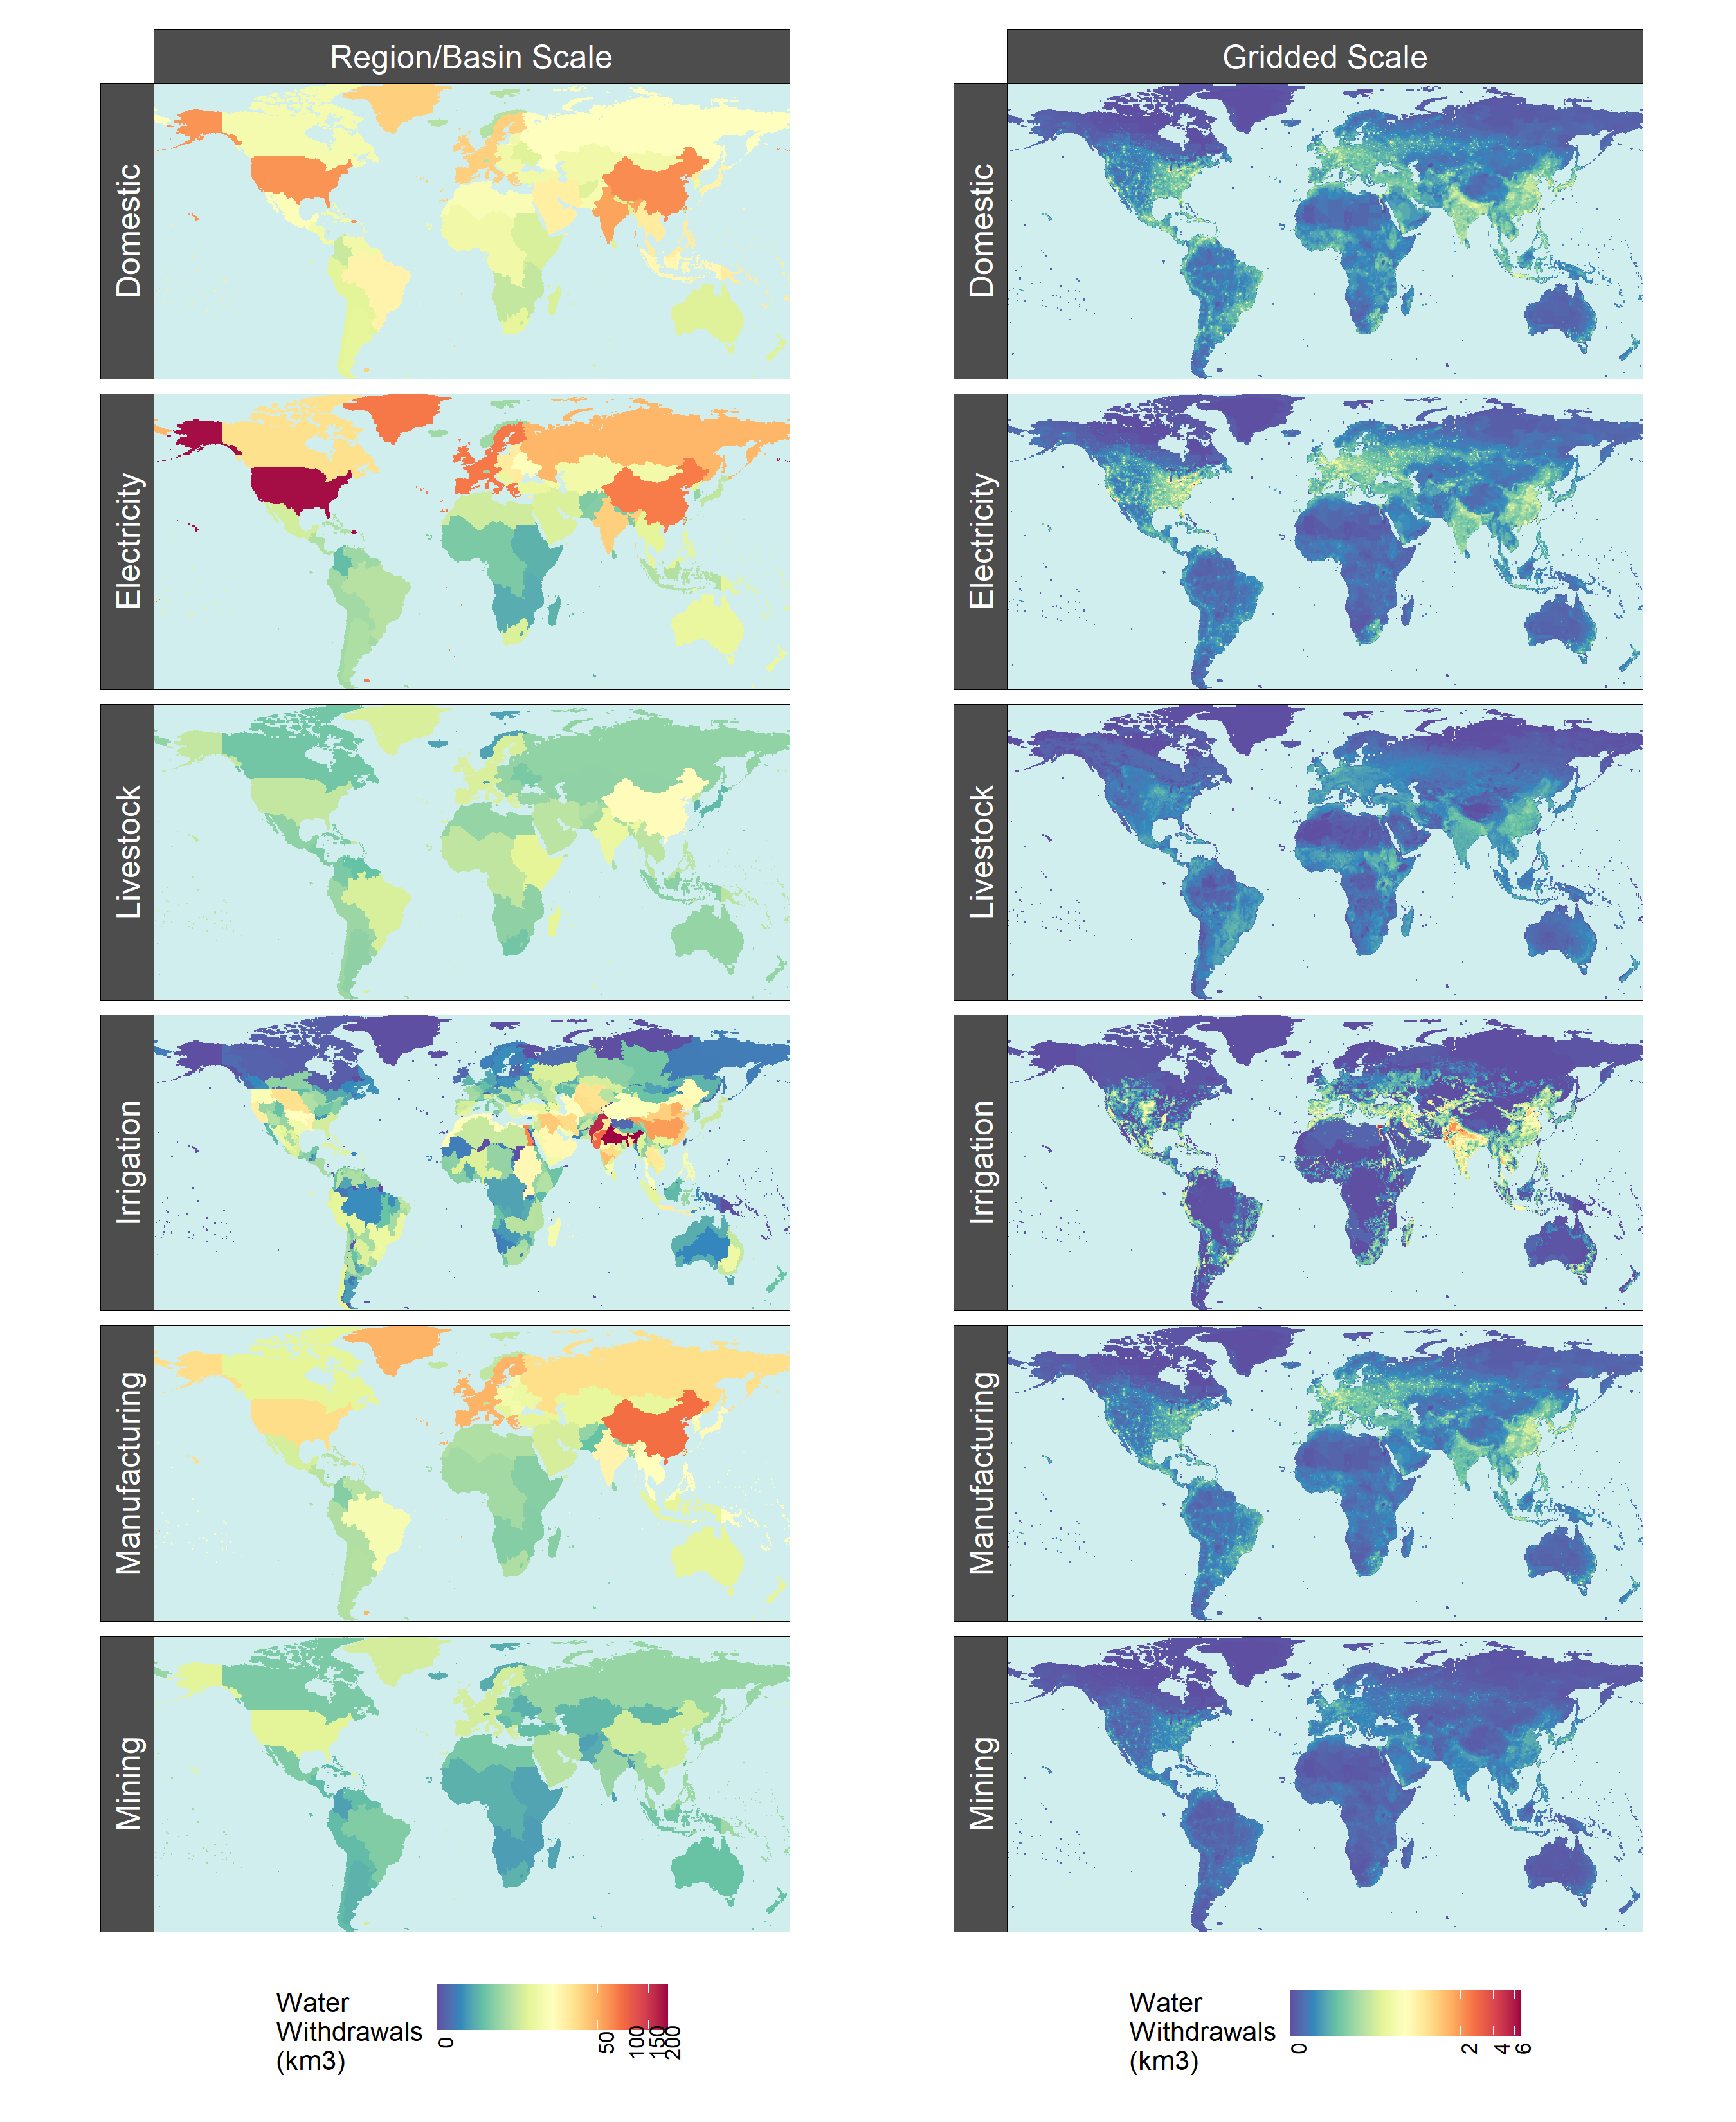 Region/Basin Scale
Gridded Scale
Domestic
Domestic
Electricity
Electricity
Livestock
Livestock
Irrigation
Irrigation
Manufacturing
Manufacturing
Mining
Mining
Water
Withdrawals
(km3)
0
50
100
150
200
Water
Withdrawals
(km3)
0
2
4
6